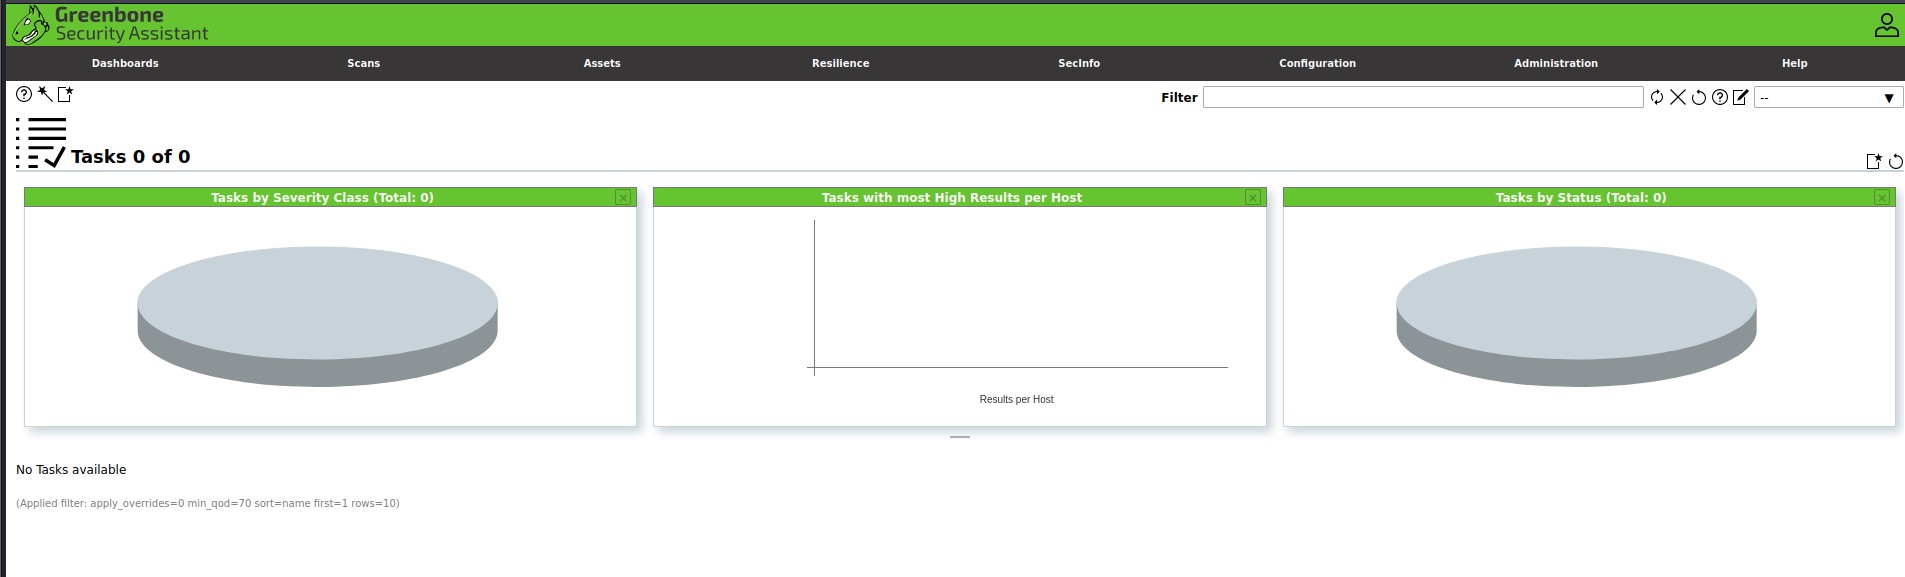 Greenbone
Security Assistant
Dashboards Scans Assets Resilience SecInfo Configuration Administration Help
Filter --
Tasks 0 of 0
Tasks by Severity Class (Total: 0) Tasks with most High Results per Host Tasks by Status (Total: 0)
Results per Host
No Tasks available
(Applied filter: apply_overrides=0 min_qod=70 sort=name first=1 rows=10)